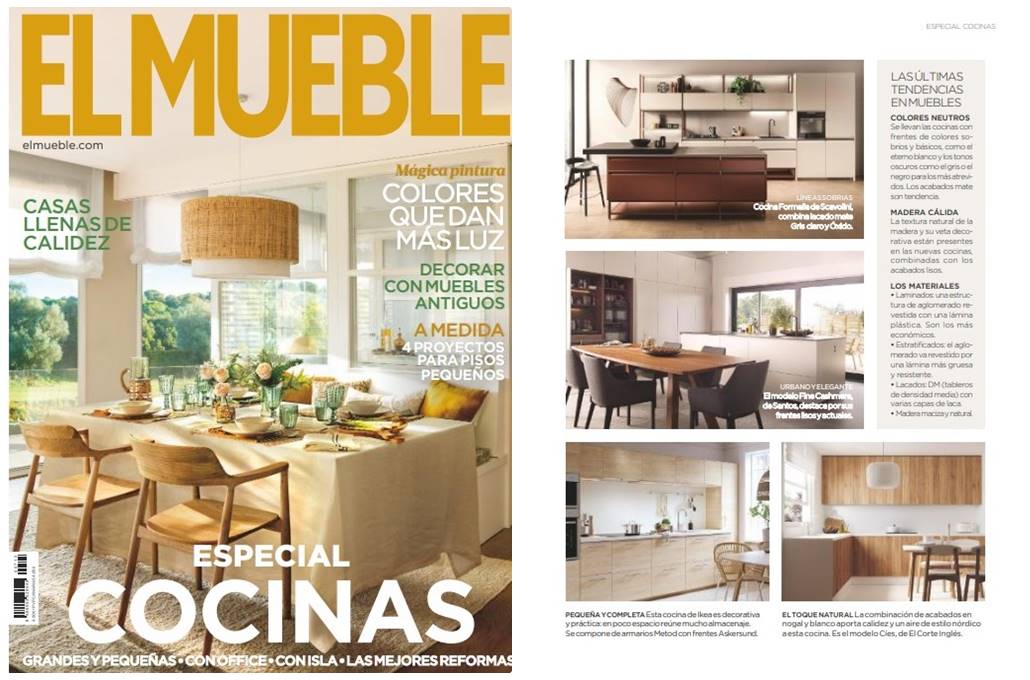 EL MUEBLE
elmueble.com
CASAS
LLENAS DE
CALIDEZ
Mágica pintura
COLORES
QUE DAN
MÁS LUZ
DECORAR
CON MUEBLES
ANTIGUOS
A MEDIDA
4 PROYECTOS
PARA PISOS
PEQUEÑOS
ESPECIAL
COCINAS
GRANDES Y PEQUEÑAS • CON OFFICE • CON ISLA • LAS MEJORES REFORMAS
ESPECIAL COCINAS
LÍNEAS SOBRIAS
Cocina Formalia de Scavolini,
combina lacado mate
Gris claro y Óxido.
URBANO Y ELEGANTE
El modelo Fine Cashmere,
de Santos, destaca por sus
frentes lisos y actuales.
LAS ÚLTIMAS
TENDENCIAS
EN MUEBLES
COLORES NEUTROS
Se llevan las cocinas con
frentes de colores so-
brios y básicos, como el
eterno blanco y los tonos
oscuros como el gris o el
negro para los más atrevi-
dos. Los acabados mate
son tendencia.
MADERA CÁLIDA
La textura natural de la
madera y su veta deco-
rativa están presentes
en las nuevas cocinas,
combinadas con los
acabados lisos.
LOS MATERIALES
• Laminados: una estruc-
tura de aglomerado re-
vestida con una lámina
plástica. Son los más
económicos.
• Estratificados: el aglo-
merado va revestido por
una lámina más gruesa
y resistente.
• Lacados: DM (tableros
de densidad media) con
varias capas de laca.
• Madera maciza y natural.
PEQUEÑA Y COMPLETA Esta cocina de Ikea es decorativa
y práctica: en poco espacio reúne mucho almacenaje.
Se compone de armarios Metod con frentes Askersund.
EL TOQUE NATURAL La combinación de acabados en
nogal y blanco aporta calidez y un aire de estilo nórdico
a esta cocina. Es el modelo Cíes, de El Corte Inglés.